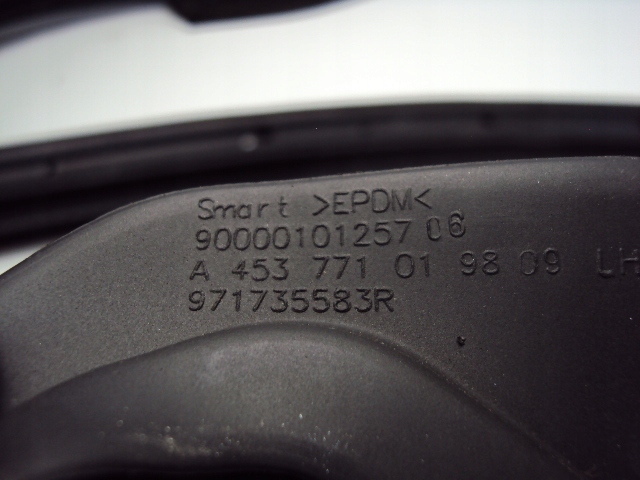 Smart >EPDM<
90000101257 06
A 453 771 01 98 09 LH
971735583R